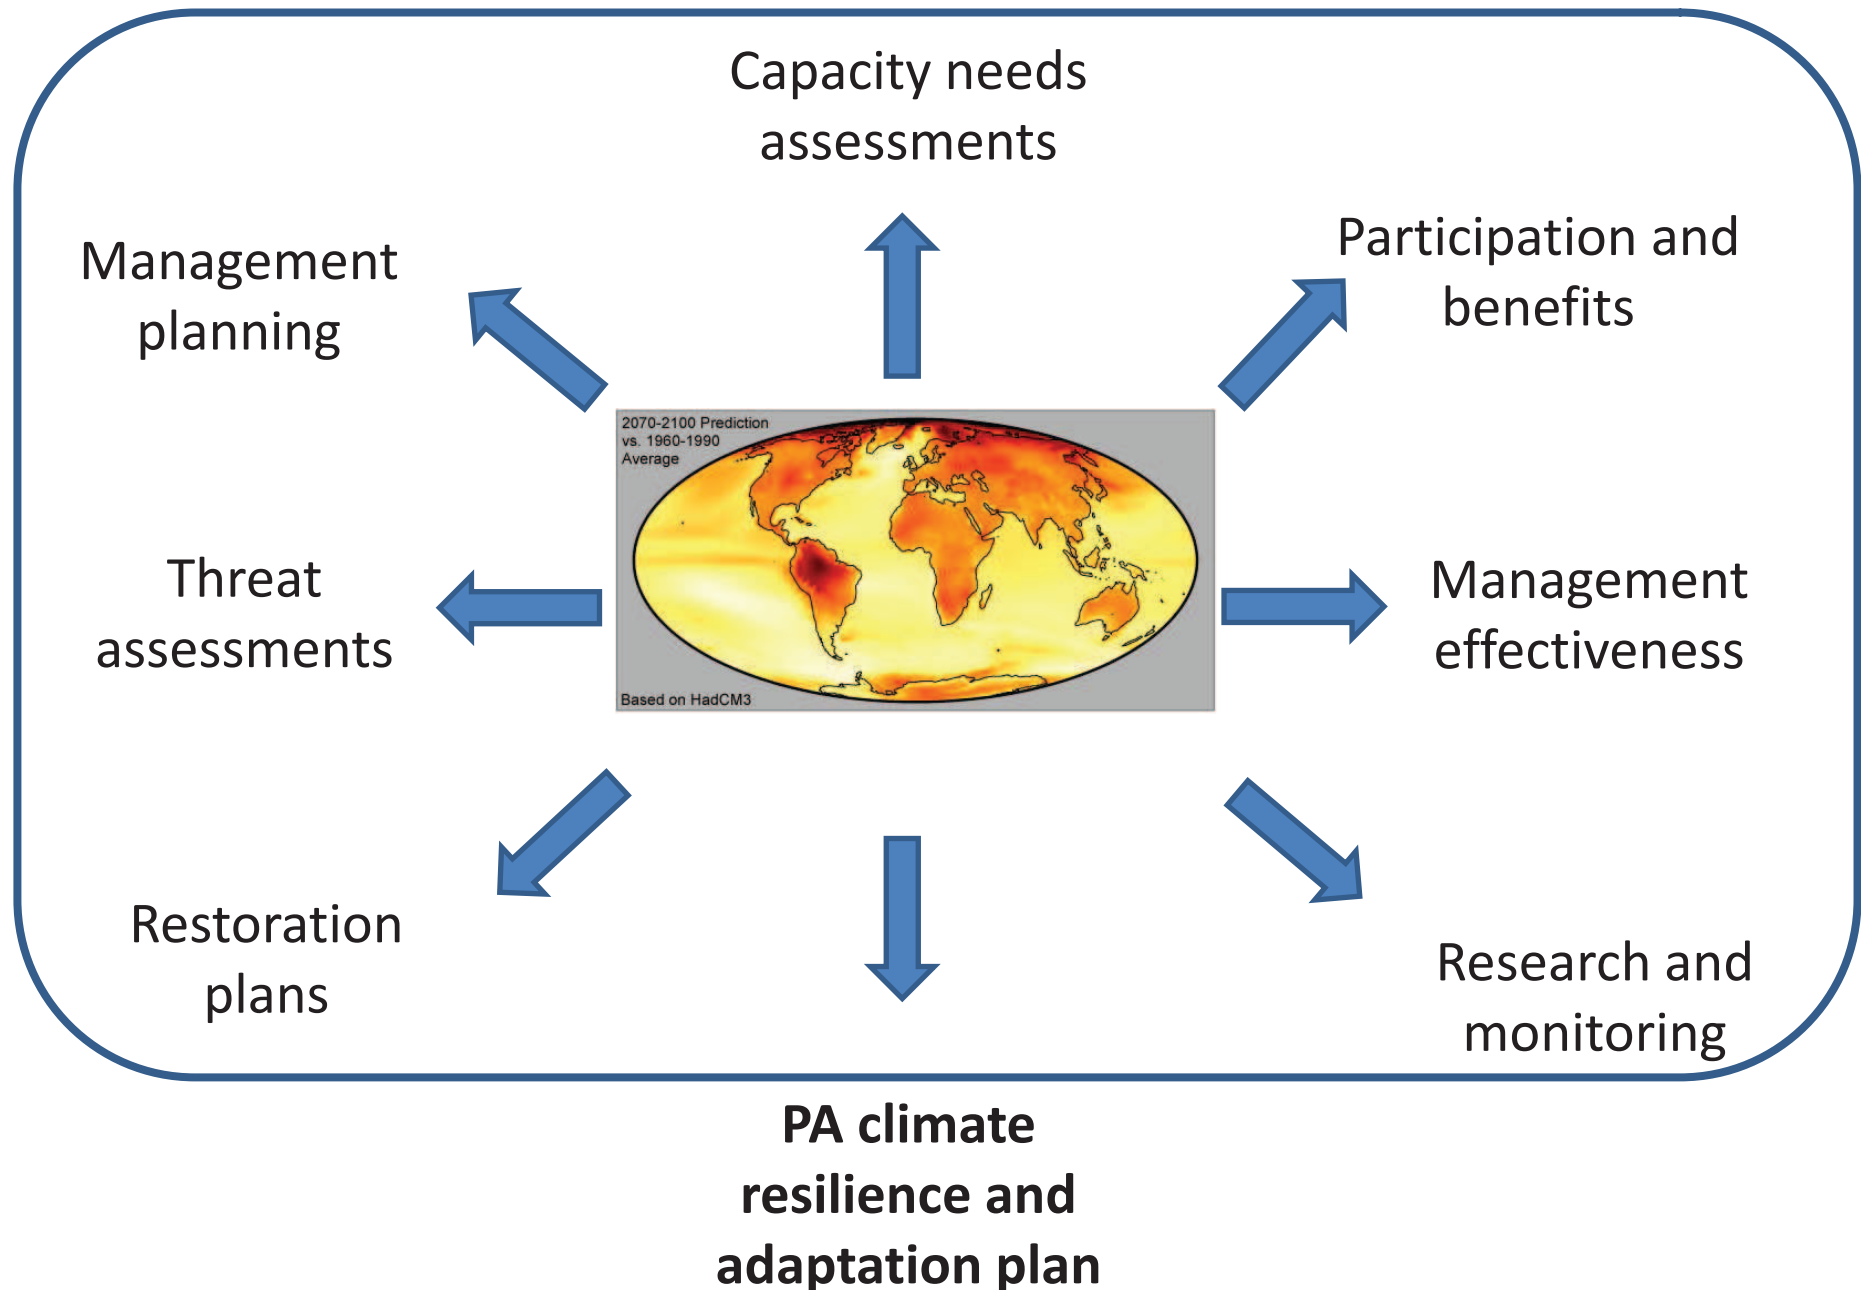 Capacity needs
assessments
Management
planning
Participation and
benefits
2070-2100 Prediction
vs. 1960-1990
Average
Based on HadCM3
Threat
assessments
Management
effectiveness
Restoration
plans
Research and
monitoring
PA climate
resilience and
adaptation plan